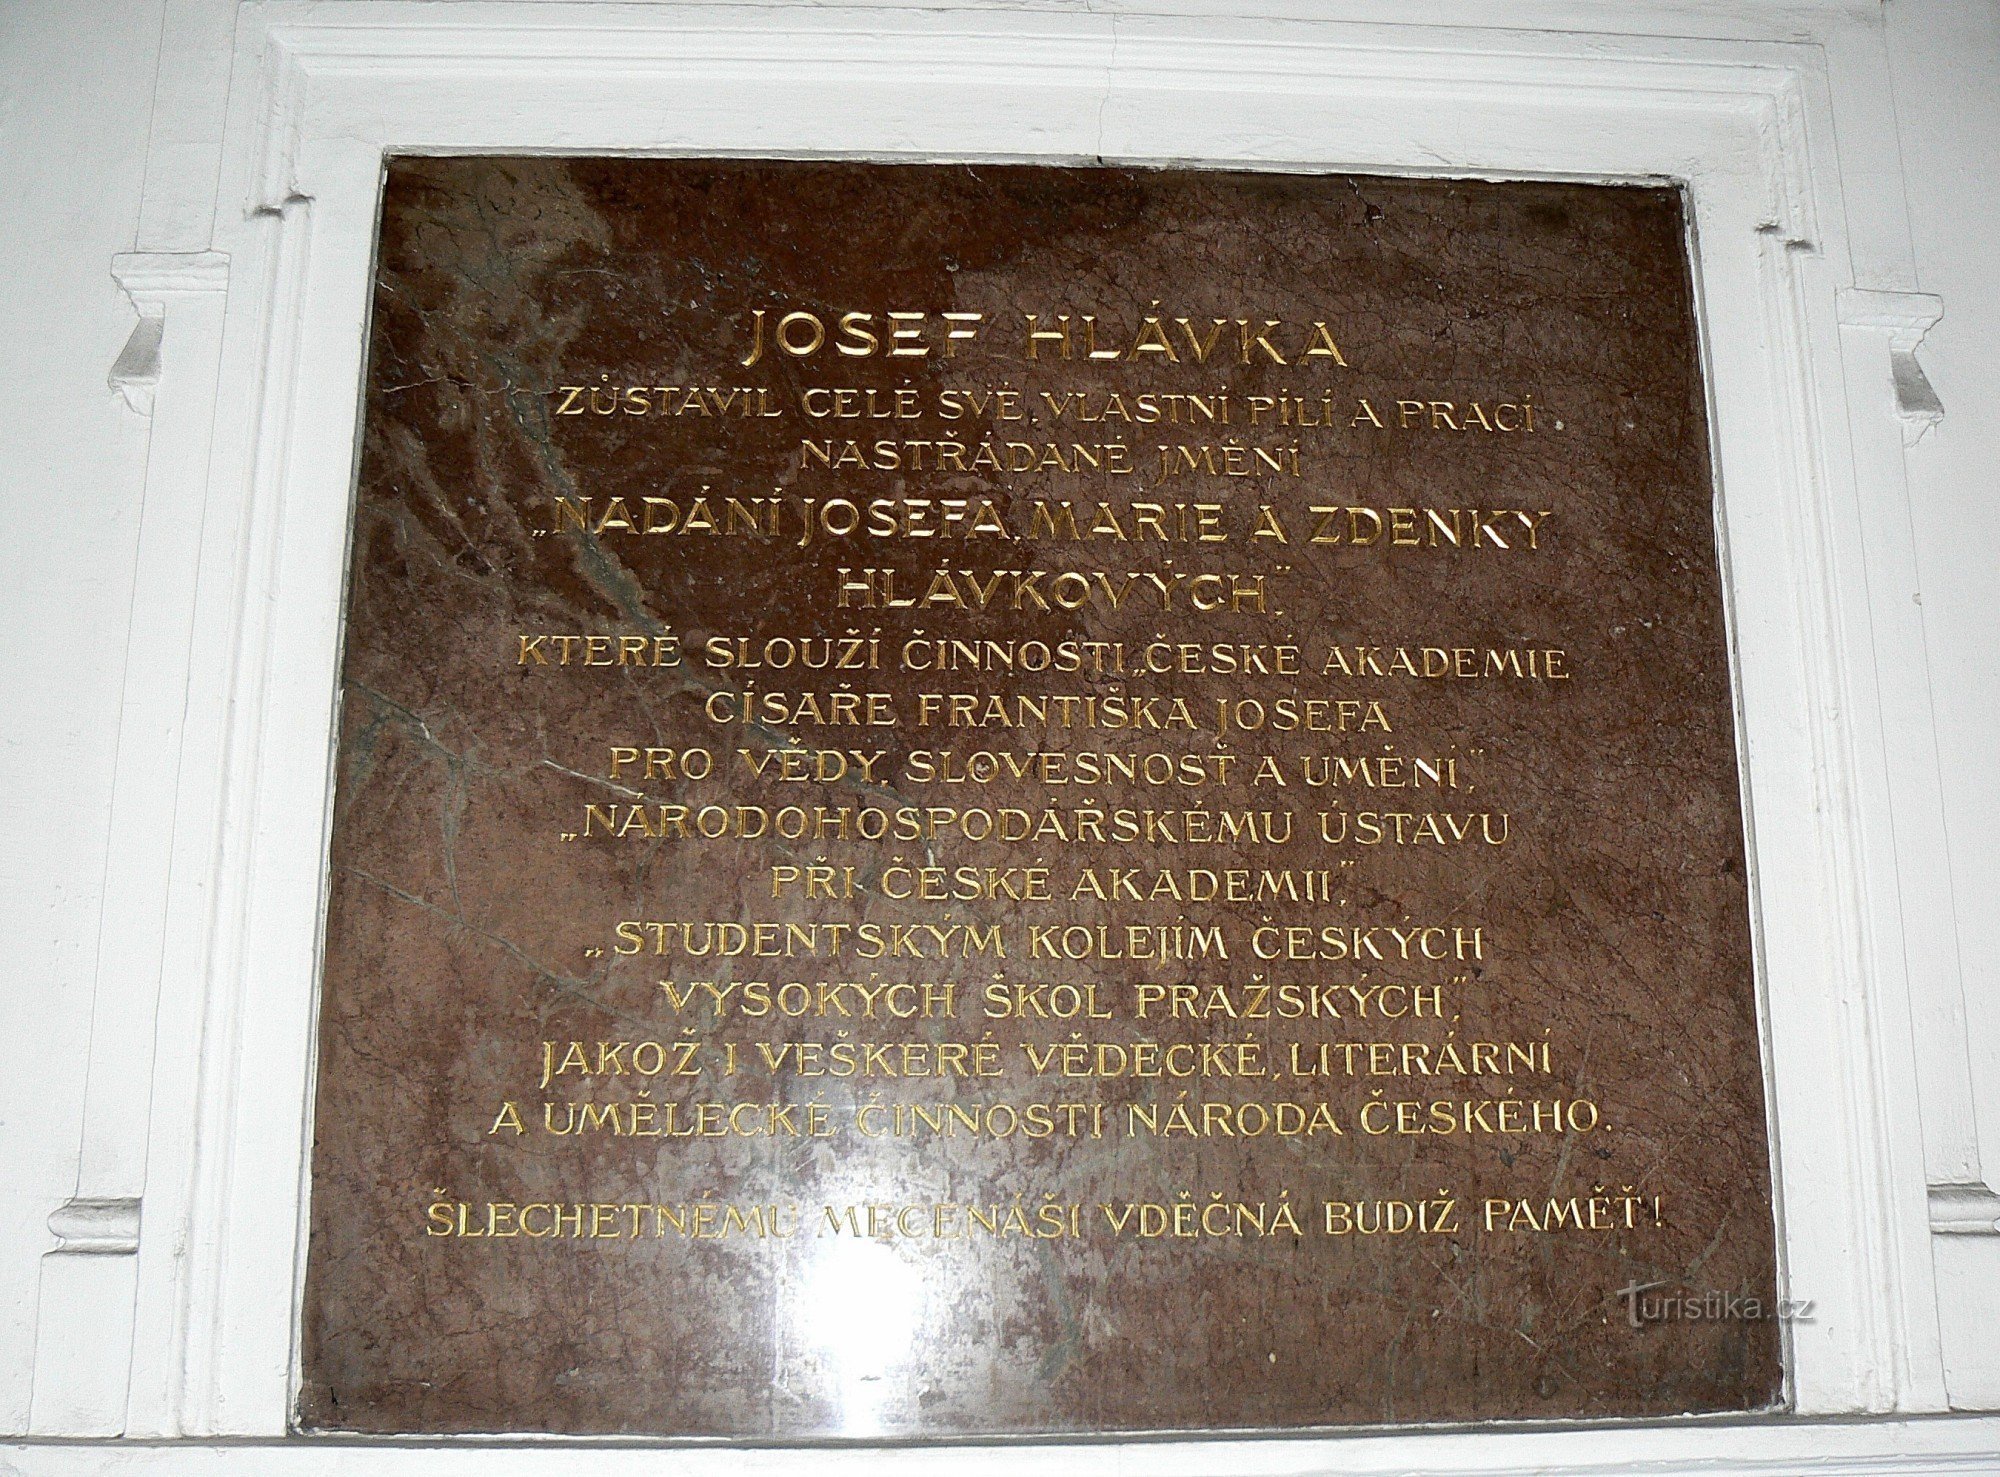 JOSEF HLÁVKA
ZŮSTAVIL CELÉ SVÉ, VLASTNÍ PÍLÍ A PRACÍ
NASTŘÁDANÉ JMĚNÍ
„NADÁNÍ JOSEFA, MARIE A ZDENKY
HLÁVKOVÝCH,"
KTERÉ SLOUŽÍ ČINNOSTI „ČESKÉ AKADEMIE
CÍSAŘE FRANTIŠKA JOSEFA
PRO VĚDY, SLOVESNOSŤ A UMĚNÍ,"
„NÁRODOHOSPODÁŘSKÉMU ÚSTAVU
PŘI ČESKÉ AKADEMII,"
„STUDENTSKÝM KOLEJÍM ČESKÝCH
VYSOKÝCH ŠKOL PRAŽSKÝCH,"
JAKOŽ I VEŠKERÉ VĚDECKÉ, LITERÁRNÍ
A UMĚLECKÉ ČINNOSTI NÁRODA ČESKÉHO.
ŠLECHETNÉMU MECENÁŠI VDĚČNÁ BUDIŽ PAMĚŤ!
Turistika.cz